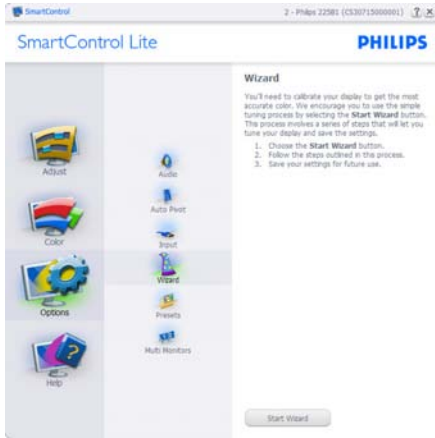 SmartControl
2 - Philips 225B1 (CS30715000001) ? X
SmartControl Lite
PHILIPS
Adjust
Color
Options
Help
Audio
Auto Pivot
Input
Wizard
Presets
Multi Monitors
Wizard
You'll need to calibrate your display to get the most
accurate color. We encourage you to use the simple
tuning process by selecting the Start Wizard button.
This process involves a series of steps that will let you
tune your display and save the settings.
1. Choose the Start Wizard button.
2. Follow the steps outlined in this process.
3. Save your settings for future use.
Start Wizard